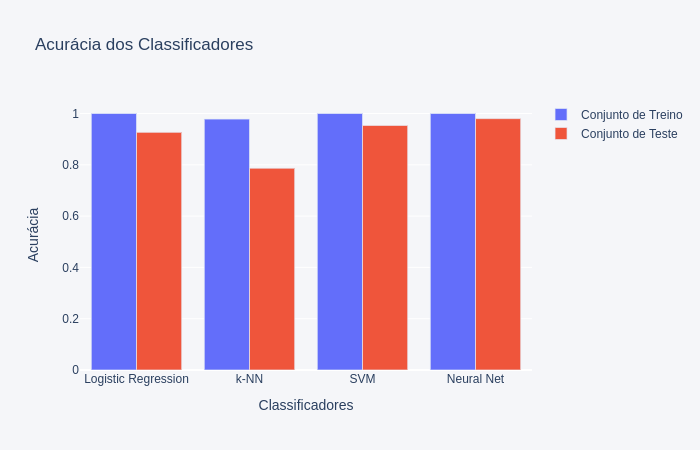 Acurácia dos Classificadores
Conjunto de Treino
Conjunto de Teste
Acurácia
1
0.8
0.6
0.4
0.2
0
Logistic Regression
k-NN
SVM
Neural Net
Classificadores